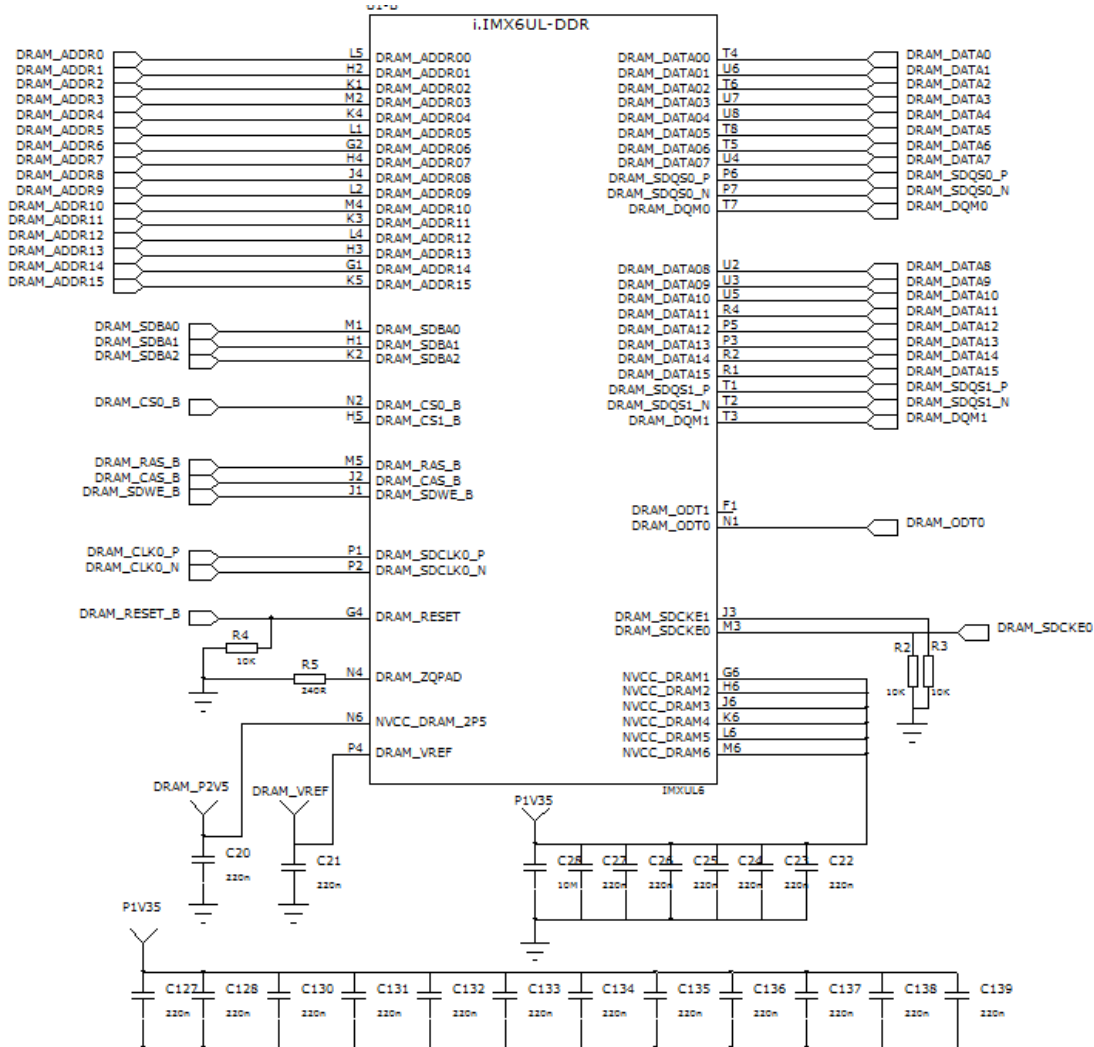 i.IMX6UL-DDR
DRAM_ADDR0 L5 DRAM_ADDR00
DRAM_ADDR1 H2 DRAM_ADDR01
DRAM_ADDR2 K1 DRAM_ADDR02
DRAM_ADDR3 M2 DRAM_ADDR03
DRAM_ADDR4 K4 DRAM_ADDR04
DRAM_ADDR5 L1 DRAM_ADDR05
DRAM_ADDR6 G2 DRAM_ADDR06
DRAM_ADDR7 H4 DRAM_ADDR07
DRAM_ADDR8 J4 DRAM_ADDR08
DRAM_ADDR9 L2 DRAM_ADDR09
DRAM_ADDR10 M4 DRAM_ADDR10
DRAM_ADDR11 K3 DRAM_ADDR11
DRAM_ADDR12 L4 DRAM_ADDR12
DRAM_ADDR13 H3 DRAM_ADDR13
DRAM_ADDR14 G1 DRAM_ADDR14
DRAM_ADDR15 K5 DRAM_ADDR15
DRAM_SDBA0 M1 DRAM_SDBA0
DRAM_SDBA1 H1 DRAM_SDBA1
DRAM_SDBA2 K2 DRAM_SDBA2
DRAM_CS0_B N2 DRAM_CS0_B
H5 DRAM_CS1_B
DRAM_RAS_B M5 DRAM_RAS_B
DRAM_CAS_B J2 DRAM_CAS_B
DRAM_SDWE_B J1 DRAM_SDWE_B
DRAM_CLK0_P P1 DRAM_SDCLK0_P
DRAM_CLK0_N P2 DRAM_SDCLK0_N
DRAM_RESET_B G4 DRAM_RESET
R4
10K
R5 N4 DRAM_ZQPAD
240R
N6 NVCC_DRAM_2P5
P4 DRAM_VREF
DRAM_DATA00 T4 DRAM_DATA0
DRAM_DATA01 U6 DRAM_DATA1
DRAM_DATA02 T6 DRAM_DATA2
DRAM_DATA03 U7 DRAM_DATA3
DRAM_DATA04 U8 DRAM_DATA4
DRAM_DATA05 T8 DRAM_DATA5
DRAM_DATA06 T5 DRAM_DATA6
DRAM_DATA07 U4 DRAM_DATA7
DRAM_SDQS0_P P6 DRAM_SDQS0_P
DRAM_SDQS0_N P7 DRAM_SDQS0_N
DRAM_DQM0 T7 DRAM_DQM0
DRAM_DATA08 U2 DRAM_DATA8
DRAM_DATA09 U3 DRAM_DATA9
DRAM_DATA10 U5 DRAM_DATA10
DRAM_DATA11 R4 DRAM_DATA11
DRAM_DATA12 P5 DRAM_DATA12
DRAM_DATA13 P3 DRAM_DATA13
DRAM_DATA14 R2 DRAM_DATA14
DRAM_DATA15 R1 DRAM_DATA15
DRAM_SDQS1_P T1 DRAM_SDQS1_P
DRAM_SDQS1_N T2 DRAM_SDQS1_N
DRAM_DQM1 T3 DRAM_DQM1
DRAM_ODT1 F1
DRAM_ODT0 N1 DRAM_ODT0
DRAM_SDCKE1 J3
DRAM_SDCKE0 M3 DRAM_SDCKE0
R2 R3
10K 10K
NVCC_DRAM1 G6
NVCC_DRAM2 H6
NVCC_DRAM3 J6
NVCC_DRAM4 K6
NVCC_DRAM5 L6
NVCC_DRAM6 M6
IMXUL6
DRAM_P2V5 DRAM_VREF P1V35
C20 C21 C28 C27 C26 C25 C24 C23 C22
220n 220n 10M 220n 220n 220n 220n 220n 220n
P1V35
C127 C128 C130 C131 C132 C133 C134 C135 C136 C137 C138 C139
220n 220n 220n 220n 220n 220n 220n 220n 220n 220n 220n 220n